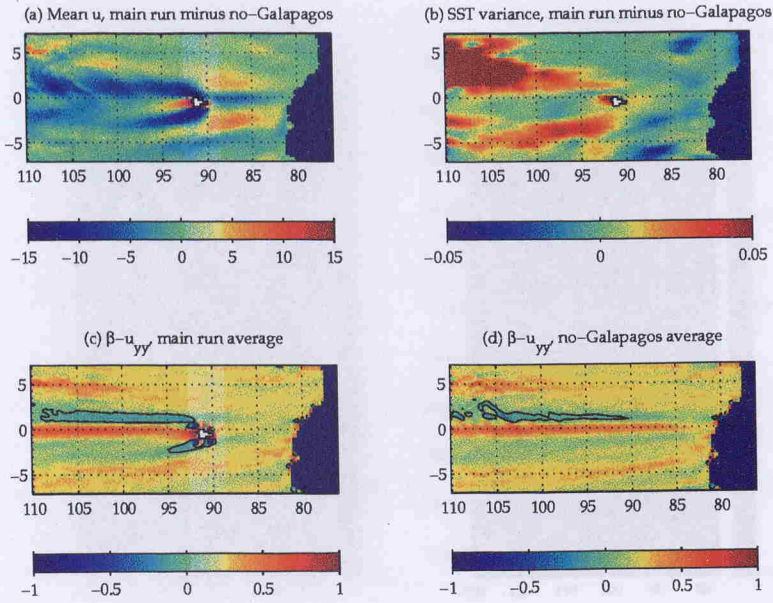 (a) Mean u, main run minus no−Galapagos
(b) SST variance, main run minus no−Galapagos
5
0
−5
110 105 100 95 90 85 80
5
0
−5
110 105 100 95 90 85 80
−15 −10 −5 0 5 10 15
−0.05 0 0.05
(c) β−u_yy, main run average
(d) β−u_yy, no−Galapagos average
5
0
−5
110 105 100 95 90 85 80
5
0
−5
110 105 100 95 90 85 80
−1 −0.5 0 0.5 1
−1 −0.5 0 0.5 1